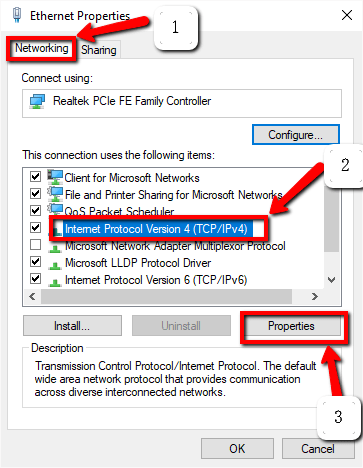 Ethernet Properties
1
Networking
Sharing
Connect using:
Realtek PCIe FE Family Controller
Configure...
This connection uses the following items:
2
Client for Microsoft Networks
File and Printer Sharing for Microsoft Networks
QoS Packet Scheduler
Internet Protocol Version 4 (TCP/IPv4)
Microsoft Network Adapter Multiplexor Protocol
Microsoft LLDP Protocol Driver
Internet Protocol Version 6 (TCP/IPv6)
Install...
Uninstall
Properties
Description
Transmission Control Protocol/Internet Protocol. The default
wide area network protocol that provides communication
across diverse interconnected networks.
3
OK
Cancel